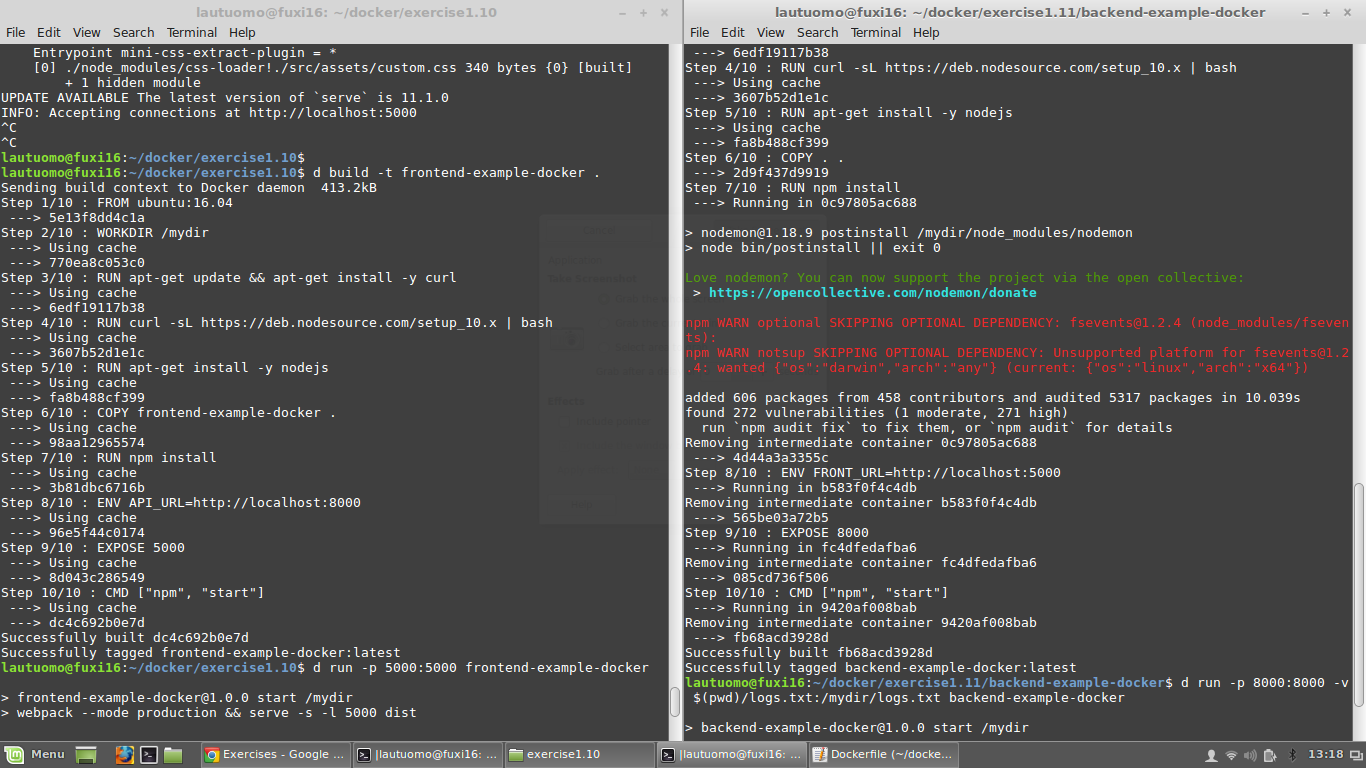 lautuomo@fuxi16: ~/docker/exercise1.10
File Edit View Search Terminal Help
Entrypoint mini-css-extract-plugin = *
[0] ./node_modules/css-loader!./src/assets/custom.css 340 bytes {0} [built]
+ 1 hidden module
UPDATE AVAILABLE The latest version of `serve` is 11.1.0
INFO: Accepting connections at http://localhost:5000
^C
^C
lautuomo@fuxi16:~/docker/exercise1.10$
lautuomo@fuxi16:~/docker/exercise1.10$ d build -t frontend-example-docker .
Sending build context to Docker daemon  413.2kB
Step 1/10 : FROM ubuntu:16.04
---> 5e13f8dd4c1a
Step 2/10 : WORKDIR /mydir
---> Using cache
---> 770ea8c053c0
Step 3/10 : RUN apt-get update && apt-get install -y curl
---> Using cache
---> 6edf19117b38
Step 4/10 : RUN curl -sL https://deb.nodesource.com/setup_10.x | bash
---> Using cache
---> 3607b52d1e1c
Step 5/10 : RUN apt-get install -y nodejs
---> Using cache
---> fa8b488cf399
Step 6/10 : COPY frontend-example-docker .
---> Using cache
---> 98aa12965574
Step 7/10 : RUN npm install
---> Using cache
---> 3b81dbc6716b
Step 8/10 : ENV API_URL=http://localhost:8000
---> Using cache
---> 96e5f44c0174
Step 9/10 : EXPOSE 5000
---> Using cache
---> 8d043c286549
Step 10/10 : CMD ["npm", "start"]
---> Using cache
---> dc4c692b0e7d
Successfully built dc4c692b0e7d
Successfully tagged frontend-example-docker:latest
lautuomo@fuxi16:~/docker/exercise1.10$ d run -p 5000:5000 frontend-example-docker
> frontend-example-docker@1.0.0 start /mydir
> webpack --mode production && serve -s -l 5000 dist
lautuomo@fuxi16: ~/docker/exercise1.11/backend-example-docker
File Edit View Search Terminal Help
---> 6edf19117b38
Step 4/10 : RUN curl -sL https://deb.nodesource.com/setup_10.x | bash
---> Using cache
---> 3607b52d1e1c
Step 5/10 : RUN apt-get install -y nodejs
---> Using cache
---> fa8b488cf399
Step 6/10 : COPY . .
---> 2d9f437d9919
Step 7/10 : RUN npm install
---> Running in 0c97805ac688
> nodemon@1.18.9 postinstall /mydir/node_modules/nodemon
> node bin/postinstall || exit 0
Love nodemon? You can now support the project via the open collective:
> https://opencollective.com/nodemon/donate
npm WARN optional SKIPPING OPTIONAL DEPENDENCY: fsevents@1.2.4 (node_modules/fseven
ts):
npm WARN notsup SKIPPING OPTIONAL DEPENDENCY: Unsupported platform for fsevents@1.2
.4: wanted {"os":"darwin","arch":"any"} (current: {"os":"linux","arch":"x64"})
added 606 packages from 458 contributors and audited 5317 packages in 10.039s
found 272 vulnerabilities (1 moderate, 271 high)
run `npm audit fix` to fix them, or `npm audit` for details
Removing intermediate container 0c97805ac688
---> 4d44a3a3355c
Step 8/10 : ENV FRONT_URL=http://localhost:5000
---> Running in b583f0f4c4db
Removing intermediate container b583f0f4c4db
---> 565be03a72b5
Step 9/10 : EXPOSE 8000
---> Running in fc4dfedafba6
Removing intermediate container fc4dfedafba6
---> 085cd736f506
Step 10/10 : CMD ["npm", "start"]
---> Running in 9420af008bab
Removing intermediate container 9420af008bab
---> fb68acd3928d
Successfully built fb68acd3928d
Successfully tagged backend-example-docker:latest
lautuomo@fuxi16:~/docker/exercise1.11/backend-example-docker$ d run -p 8000:8000 -v
$(pwd)/logs.txt:/mydir/logs.txt backend-example-docker
> backend-example-docker@1.0.0 start /mydir
Menu Exercises - Google ... |lautuomo@fuxi16: ... exercise1.10 |lautuomo@fuxi16: ... Dockerfile (~/docke... 13:18